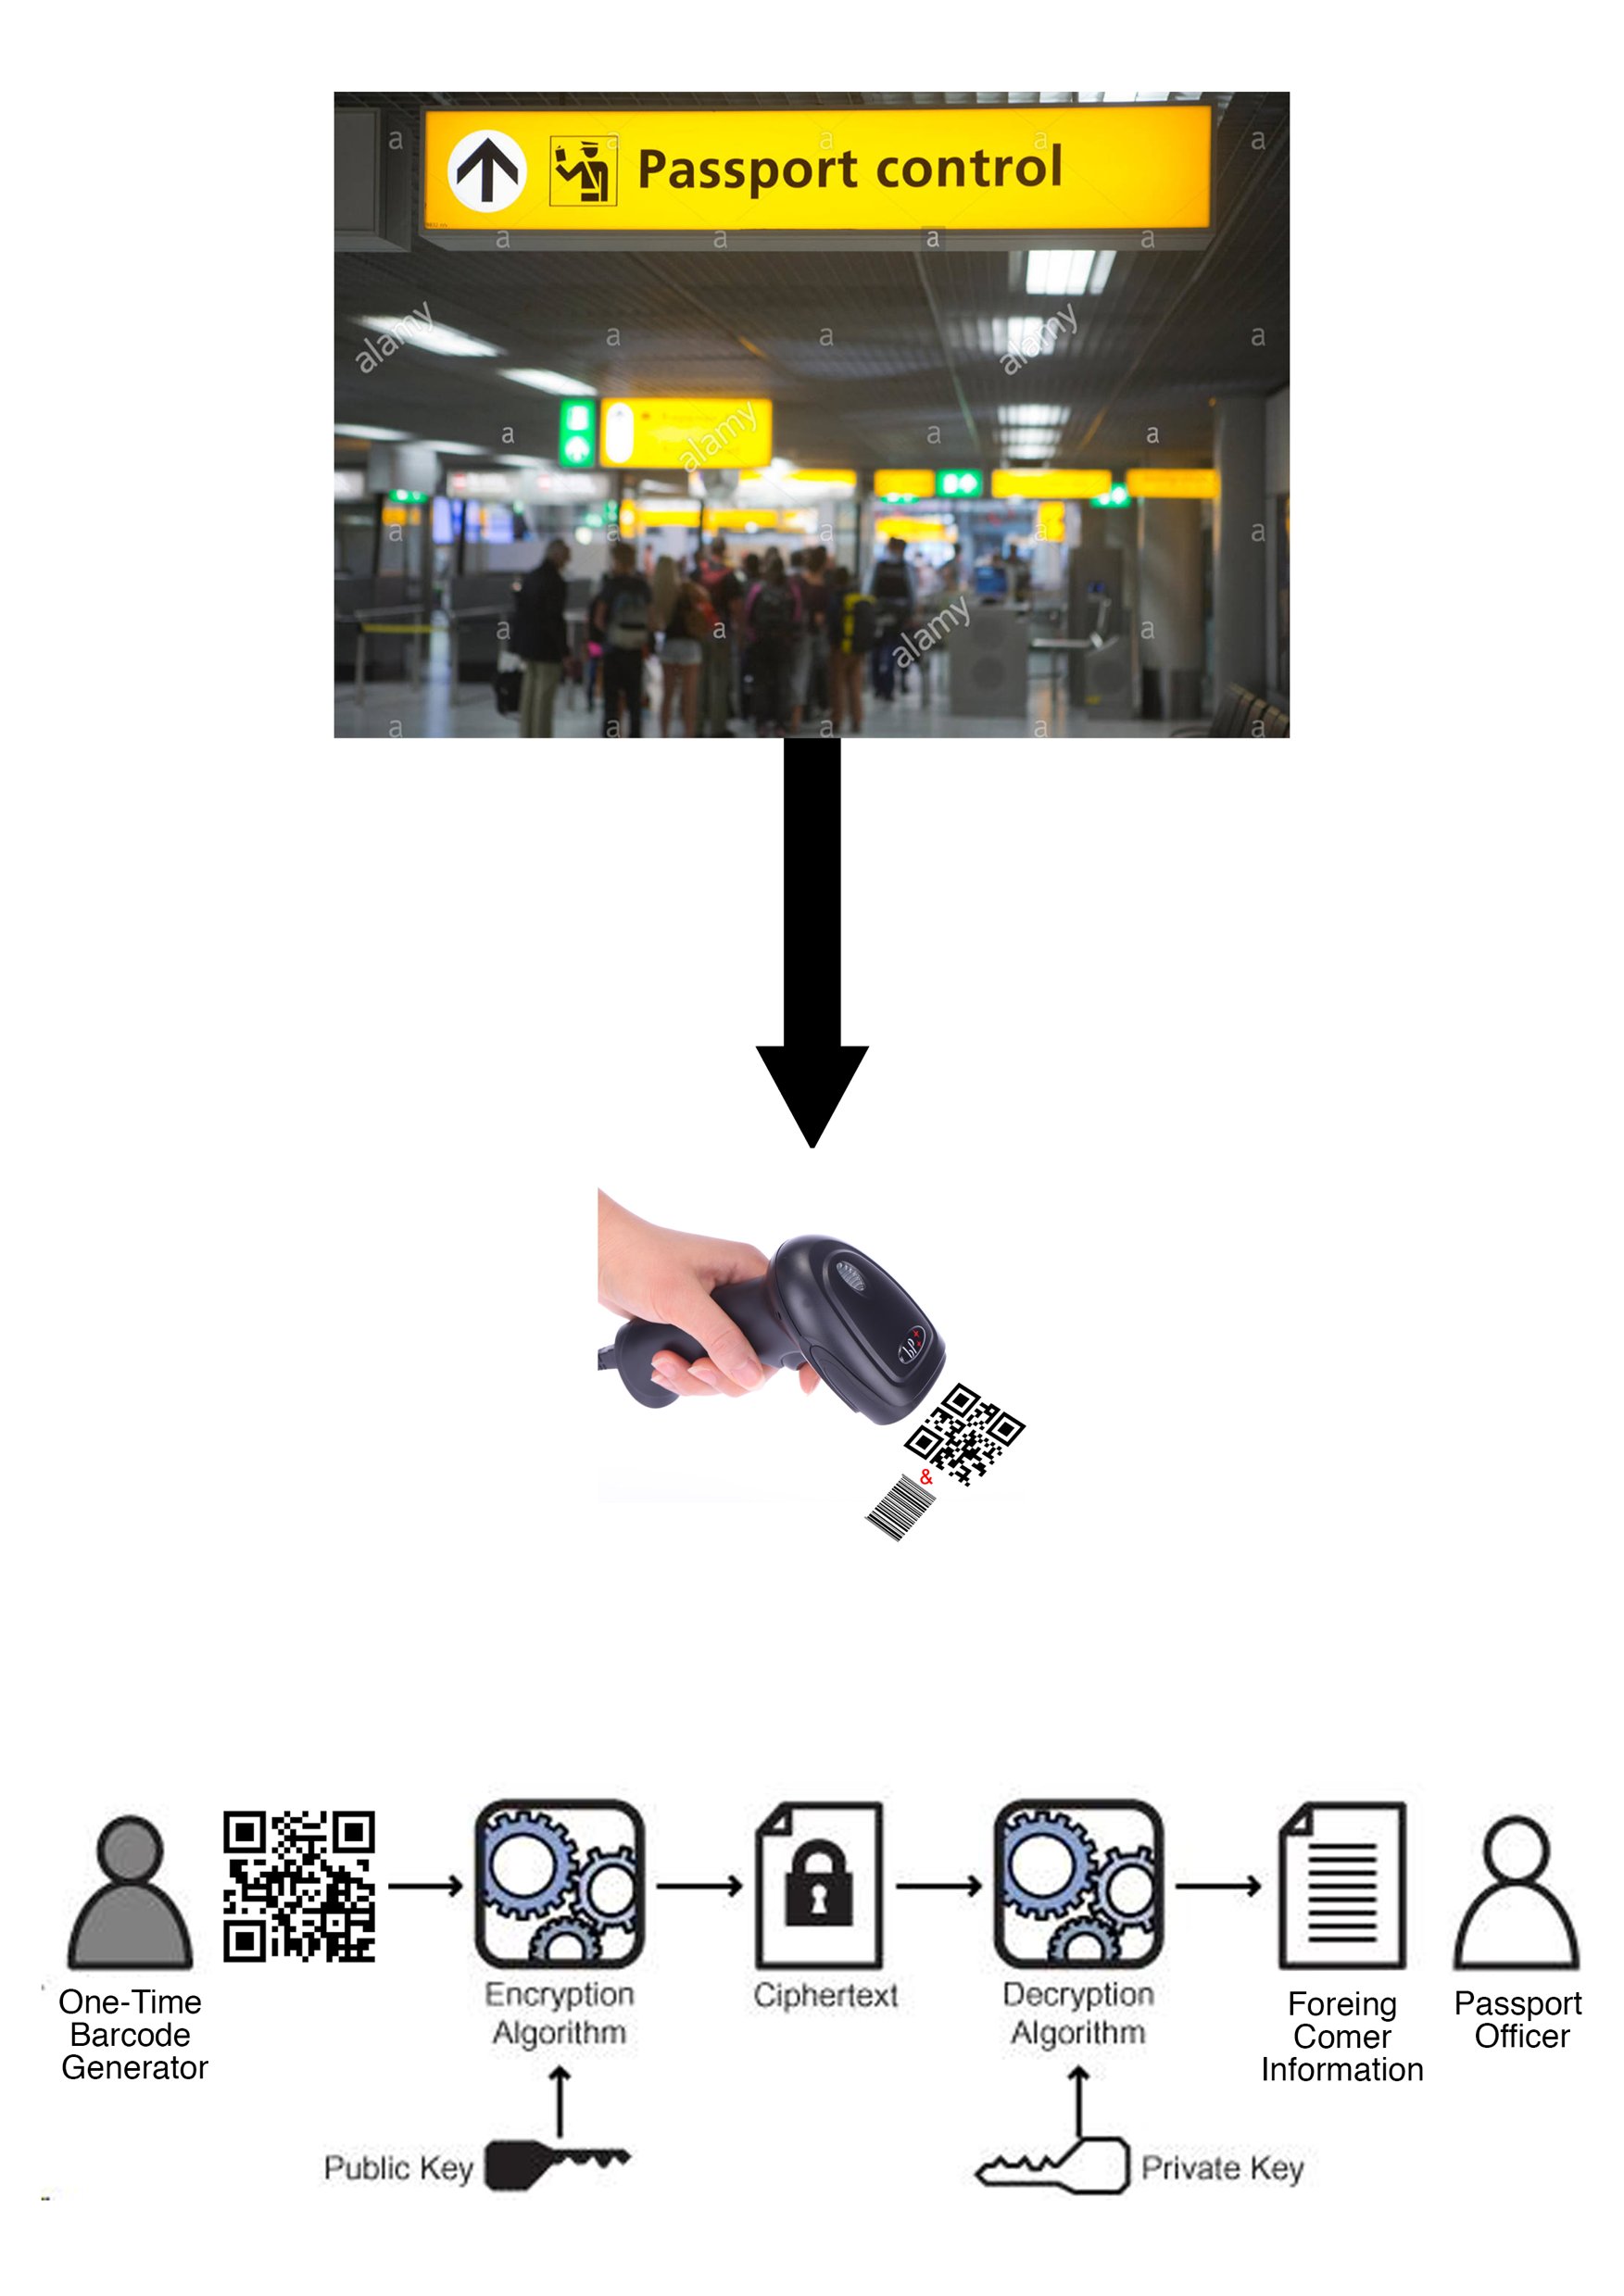 Passport control
alamy
alamy
alamy
alamy
&
One-Time
Barcode
Generator
Encryption
Algorithm
Ciphertext
Decryption
Algorithm
Foreing
Comer
Information
Passport
Officer
Public Key
Private Key